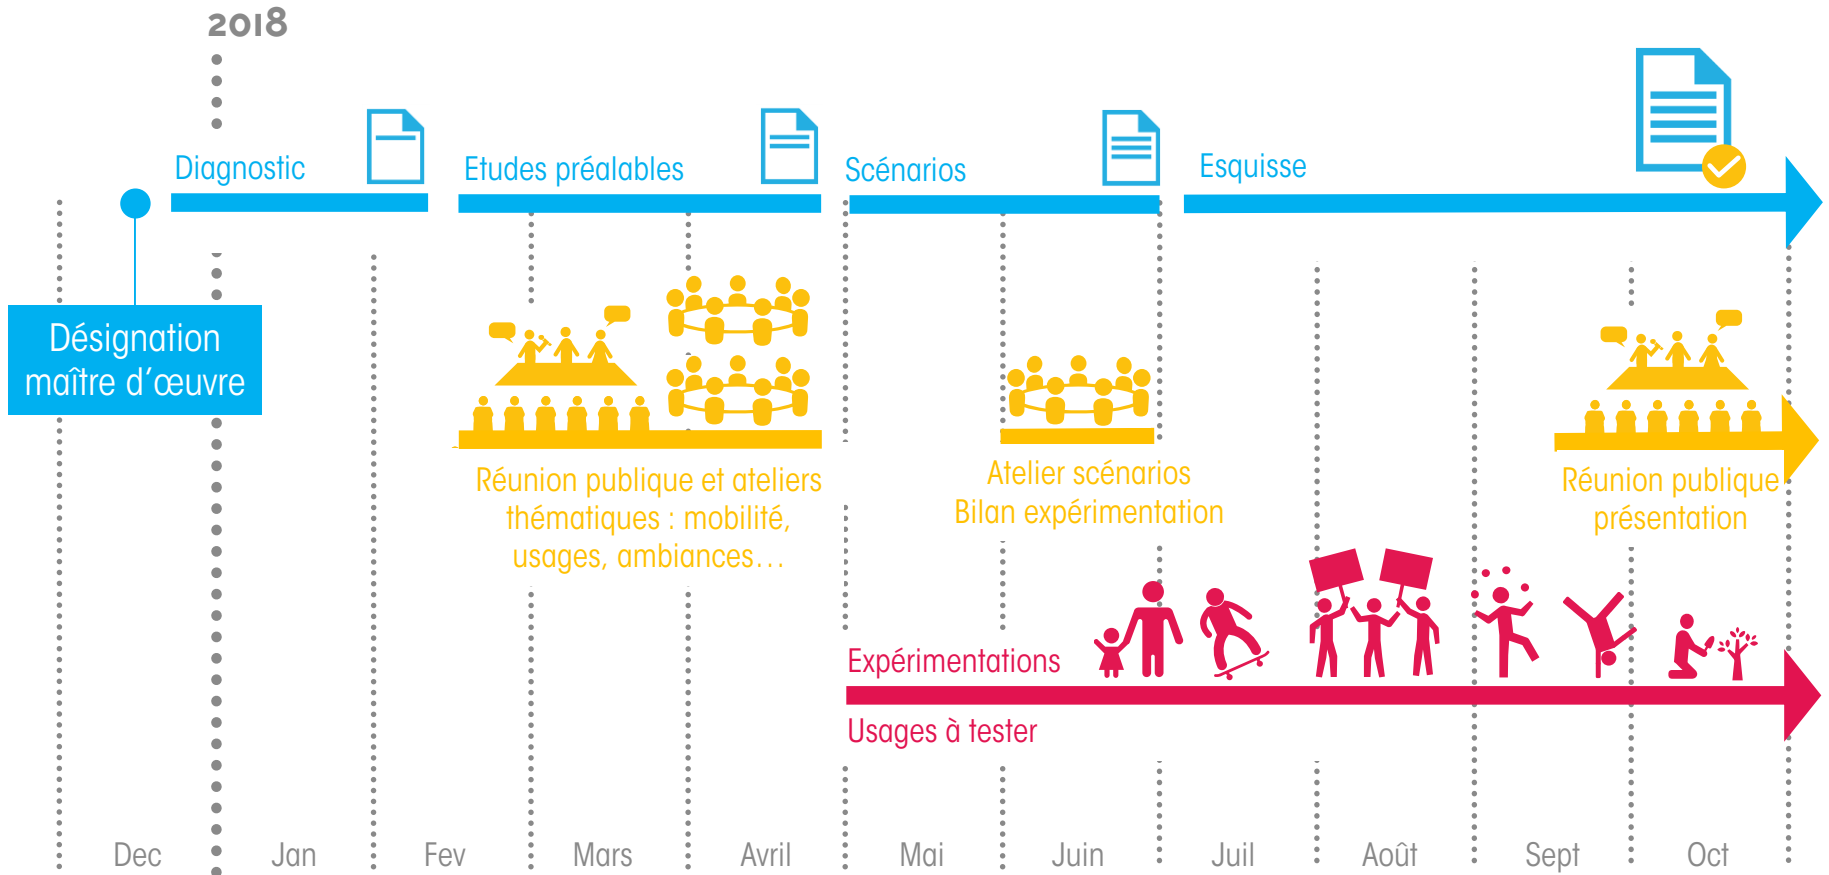 2018
Diagnostic
Etudes préalables
Scénarios
Esquisse
Désignation
maître d’œuvre
Réunion publique et ateliers
thématiques : mobilité,
usages, ambiances…
Atelier scénarios
Bilan expérimentation
Réunion publique
présentation
Expérimentations
Usages à tester
Dec
Jan
Fev
Mars
Avril
Mai
Juin
Juil
Août
Sept
Oct